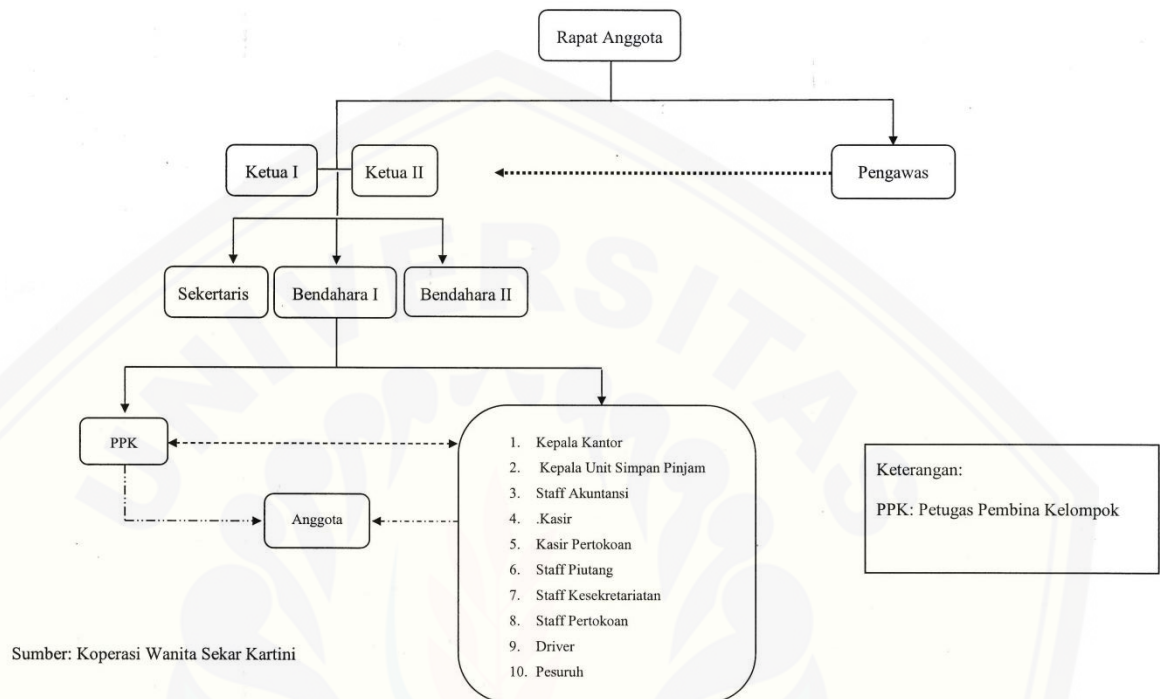 Rapat Anggota
Ketua I
Ketua II
Pengawas
Sekertaris
Bendahara I
Bendahara II
PPK
Anggota
1. Kepala Kantor
2. Kepala Unit Simpan Pinjam
3. Staff Akuntansi
4. .Kasir
5. Kasir Pertokoan
6. Staff Piutang
7. Staff Kesekretariatan
8. Staff Pertokoan
9. Driver
10. Pesuruh
Keterangan:
PPK: Petugas Pembina Kelompok
Sumber: Koperasi Wanita Sekar Kartini
UNIVERSITAS